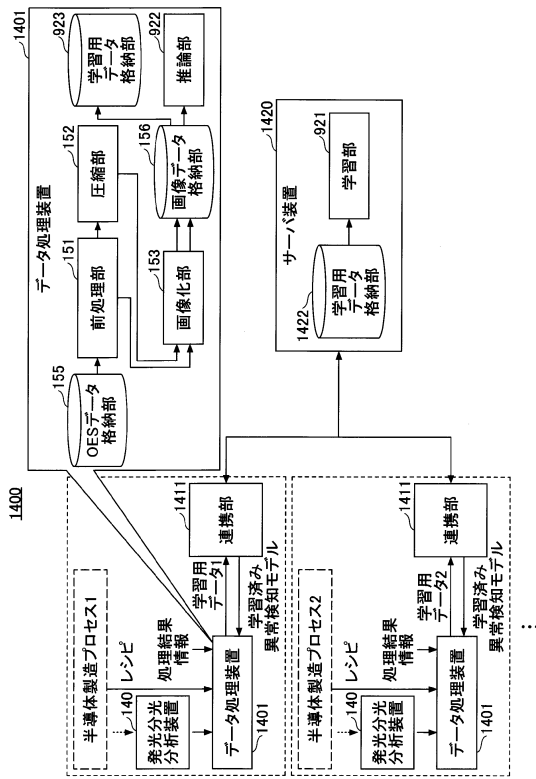 1400
1401
データ処理装置
155
OESデータ
格納部
151
前処理部
152
圧縮部
923
学習用
データ
格納部
153
画像化部
156
画像データ
格納部
922
推論部
半導体製造プロセス1
140
レシピ
発光分光
分析装置
処理結果
情報
データ処理装置
1401
学習用
データ1
学習済み
異常検知モデル
1411
連携部
半導体製造プロセス2
140
レシピ
発光分光
分析装置
処理結果
情報
データ処理装置
1401
学習用
データ2
学習済み
異常検知モデル
1411
連携部
1420
サーバ装置
1422
学習用
データ
格納部
921
学習部
⋮